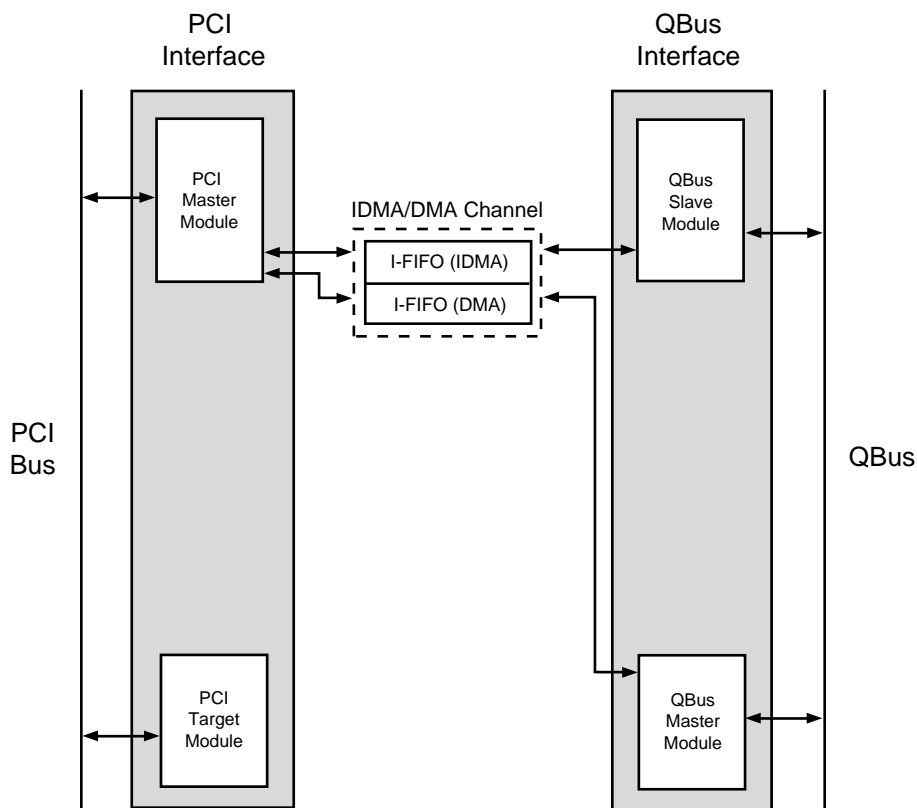 PCI
Interface
QBus
Interface
PCI
Master
Module
QBus
Slave
Module
IDMA/DMA Channel
I-FIFO (IDMA)
I-FIFO (DMA)
PCI
Bus
QBus
PCI
Target
Module
QBus
Master
Module